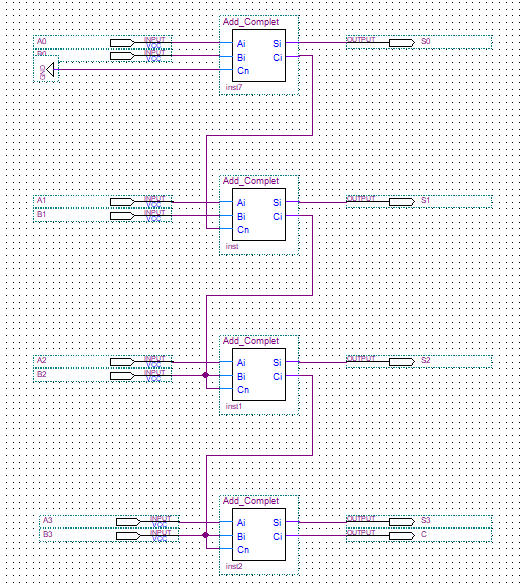 Add_Complet
A0 INPUT VCC Ai Si OUTPUT S0
B0 INPUT VCC Bi Ci
GND Cn
inst7
Add_Complet
A1 INPUT VCC Ai Si OUTPUT S1
B1 INPUT VCC Bi Ci
Cn
inst
Add_Complet
A2 INPUT VCC Ai Si OUTPUT S2
B2 INPUT VCC Bi Ci
Cn
inst1
Add_Complet
A3 INPUT VCC Ai Si OUTPUT S3
B3 INPUT VCC Bi Ci OUTPUT C
Cn
inst2